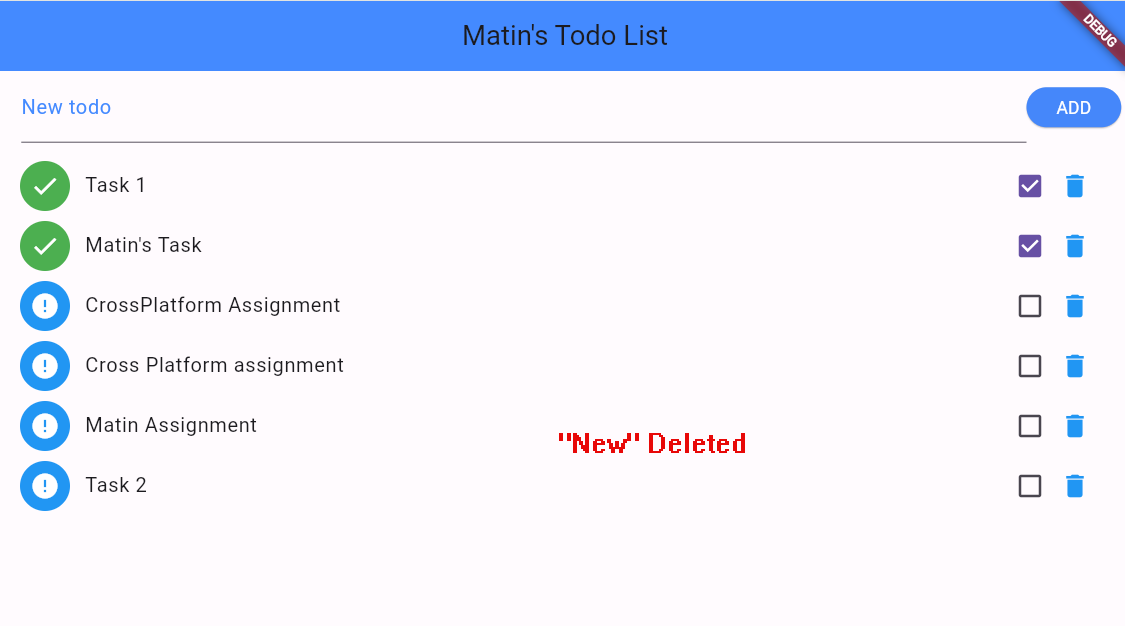 Matin's Todo List
DEBUG
New todo
ADD
Task 1
Matin's Task
CrossPlatform Assignment
Cross Platform assignment
Matin Assignment
"New" Deleted
Task 2